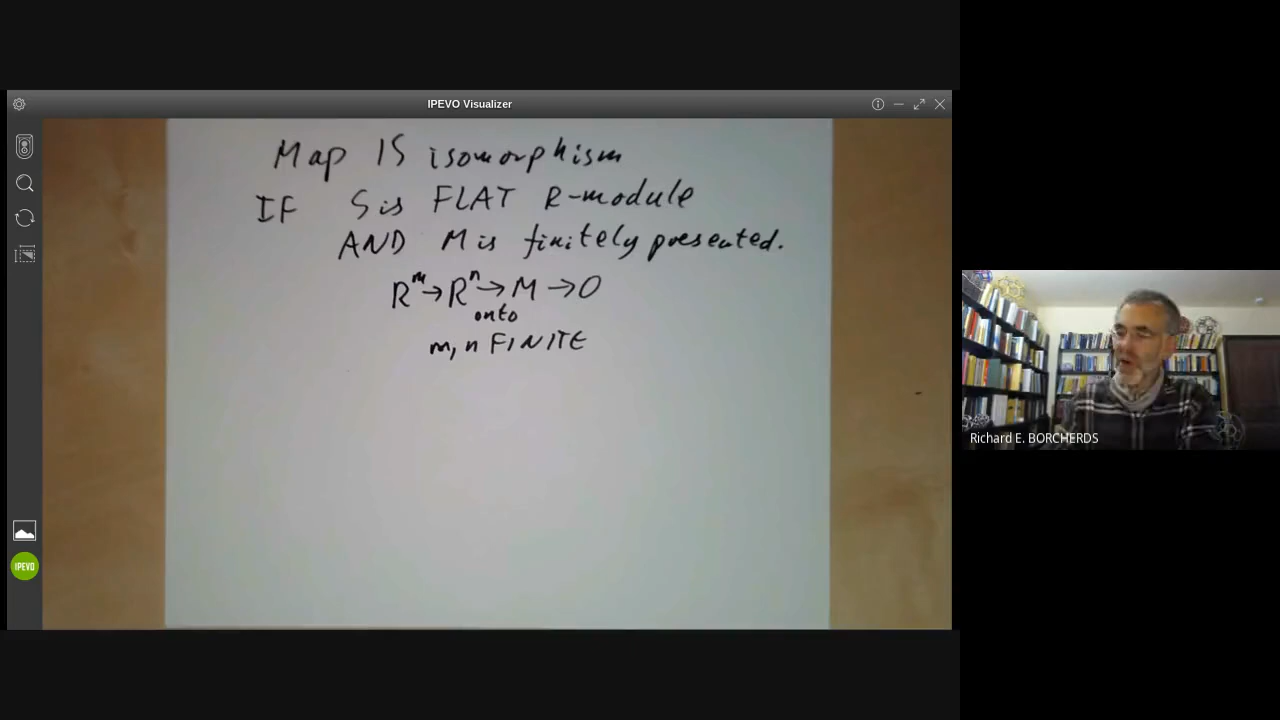 IPEVO Visualizer
Map IS isomorphism
IF S is FLAT R-module
AND M is finitely presented.
R^m → R^n → M → 0
onto
m, n FINITE
IPEVO
Richard E. BORCHERDS